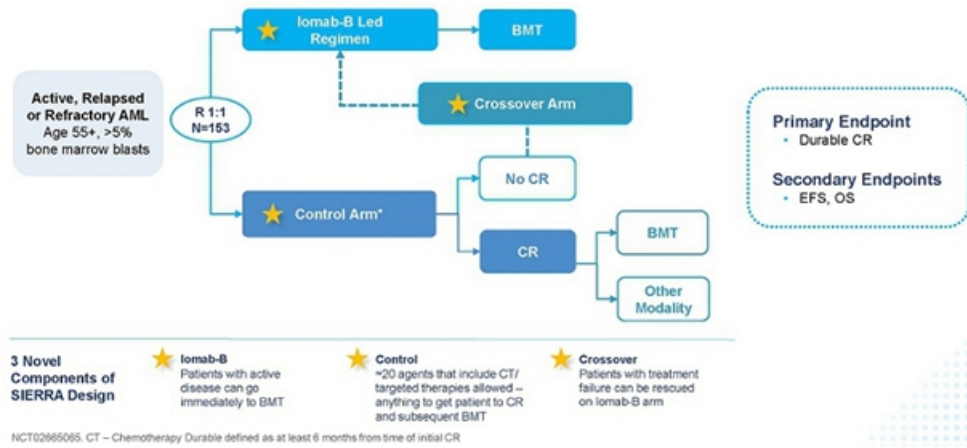 Iomab-B Led
Regimen
BMT
Active, Relapsed
or Refractory AML
Age 55+, >5%
bone marrow blasts
R 1:1
N=153
Crossover Arm
Primary Endpoint
• Durable CR
Secondary Endpoints
• EFS, OS
No CR
Control Arm*
CR
BMT
Other
Modality
3 Novel
Components of
SIERRA Design
Iomab-B
Patients with active
disease can go
immediately to BMT
Control
~20 agents that include CT/
targeted therapies allowed –
anything to get patient to CR
and subsequent BMT
Crossover
Patients with treatment
failure can be rescued
on Iomab-B arm
NCT02665065. CT – Chemotherapy Durable defined as at least 6 months from time of initial CR